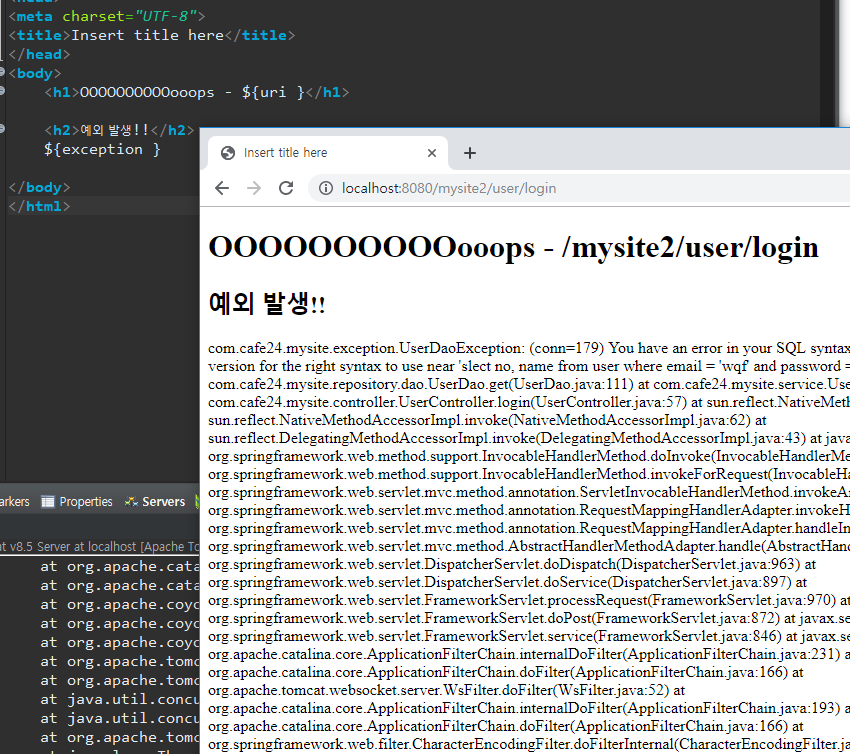 <meta charset="UTF-8">
<title>Insert title here</title>
</head>
<body>
<h1>OOOOOOOOOOooops - ${uri }</h1>
<h2>예외 발생!!</h2>
${exception }
</body>
</html>
Insert title here
localhost:8080/mysite2/user/login
OOOOOOOOOOooops - /mysite2/user/login
예외 발생!!
com.cafe24.mysite.exception.UserDaoException: (conn=179) You have an error in your SQL syntax
version for the right syntax to use near 'slect no, name from user where email = 'wqf' and password =
com.cafe24.mysite.repository.dao.UserDao.get(UserDao.java:111) at com.cafe24.mysite.service.Use
com.cafe24.mysite.controller.UserController.login(UserController.java:57) at sun.reflect.NativeMeth
sun.reflect.NativeMethodAccessorImpl.invoke(NativeMethodAccessorImpl.java:62) at
sun.reflect.DelegatingMethodAccessorImpl.invoke(DelegatingMethodAccessorImpl.java:43) at java
org.springframework.web.method.support.InvocableHandlerMethod.doInvoke(InvocableHandlerMe
org.springframework.web.method.support.InvocableHandlerMethod.invokeForRequest(InvocableHa
org.springframework.web.servlet.mvc.method.annotation.ServletInvocableHandlerMethod.invokeA
org.springframework.web.servlet.mvc.method.annotation.RequestMappingHandlerAdapter.invokeH
org.springframework.web.servlet.mvc.method.annotation.RequestMappingHandlerAdapter.handleIn
org.springframework.web.servlet.mvc.method.AbstractHandlerMethodAdapter.handle(AbstractHand
org.springframework.web.servlet.DispatcherServlet.doDispatch(DispatcherServlet.java:963) at
org.springframework.web.servlet.DispatcherServlet.doService(DispatcherServlet.java:897) at
org.springframework.web.servlet.FrameworkServlet.processRequest(FrameworkServlet.java:970) at
org.springframework.web.servlet.FrameworkServlet.doPost(FrameworkServlet.java:872) at javax.se
org.springframework.web.servlet.FrameworkServlet.service(FrameworkServlet.java:846) at javax.se
org.apache.catalina.core.ApplicationFilterChain.internalDoFilter(ApplicationFilterChain.java:231) at
org.apache.catalina.core.ApplicationFilterChain.doFilter(ApplicationFilterChain.java:166) at
org.apache.tomcat.websocket.server.WsFilter.doFilter(WsFilter.java:52) at
org.apache.catalina.core.ApplicationFilterChain.internalDoFilter(ApplicationFilterChain.java:193) at
org.apache.catalina.core.ApplicationFilterChain.doFilter(ApplicationFilterChain.java:166) at
org.springframework.web.filter.CharacterEncodingFilter.doFilterInternal(CharacterEncodingFilter.ja
arkers Properties Servers
at v8.5 Server at localhost [Apache To
at org.apache.cata
at org.apache.cata
at org.apache.coyo
at org.apache.coyo
at org.apache.coyo
at org.apache.tomc
at org.apache.tomc
at java.util.concu
at java.util.concu
at org.apache.tomc